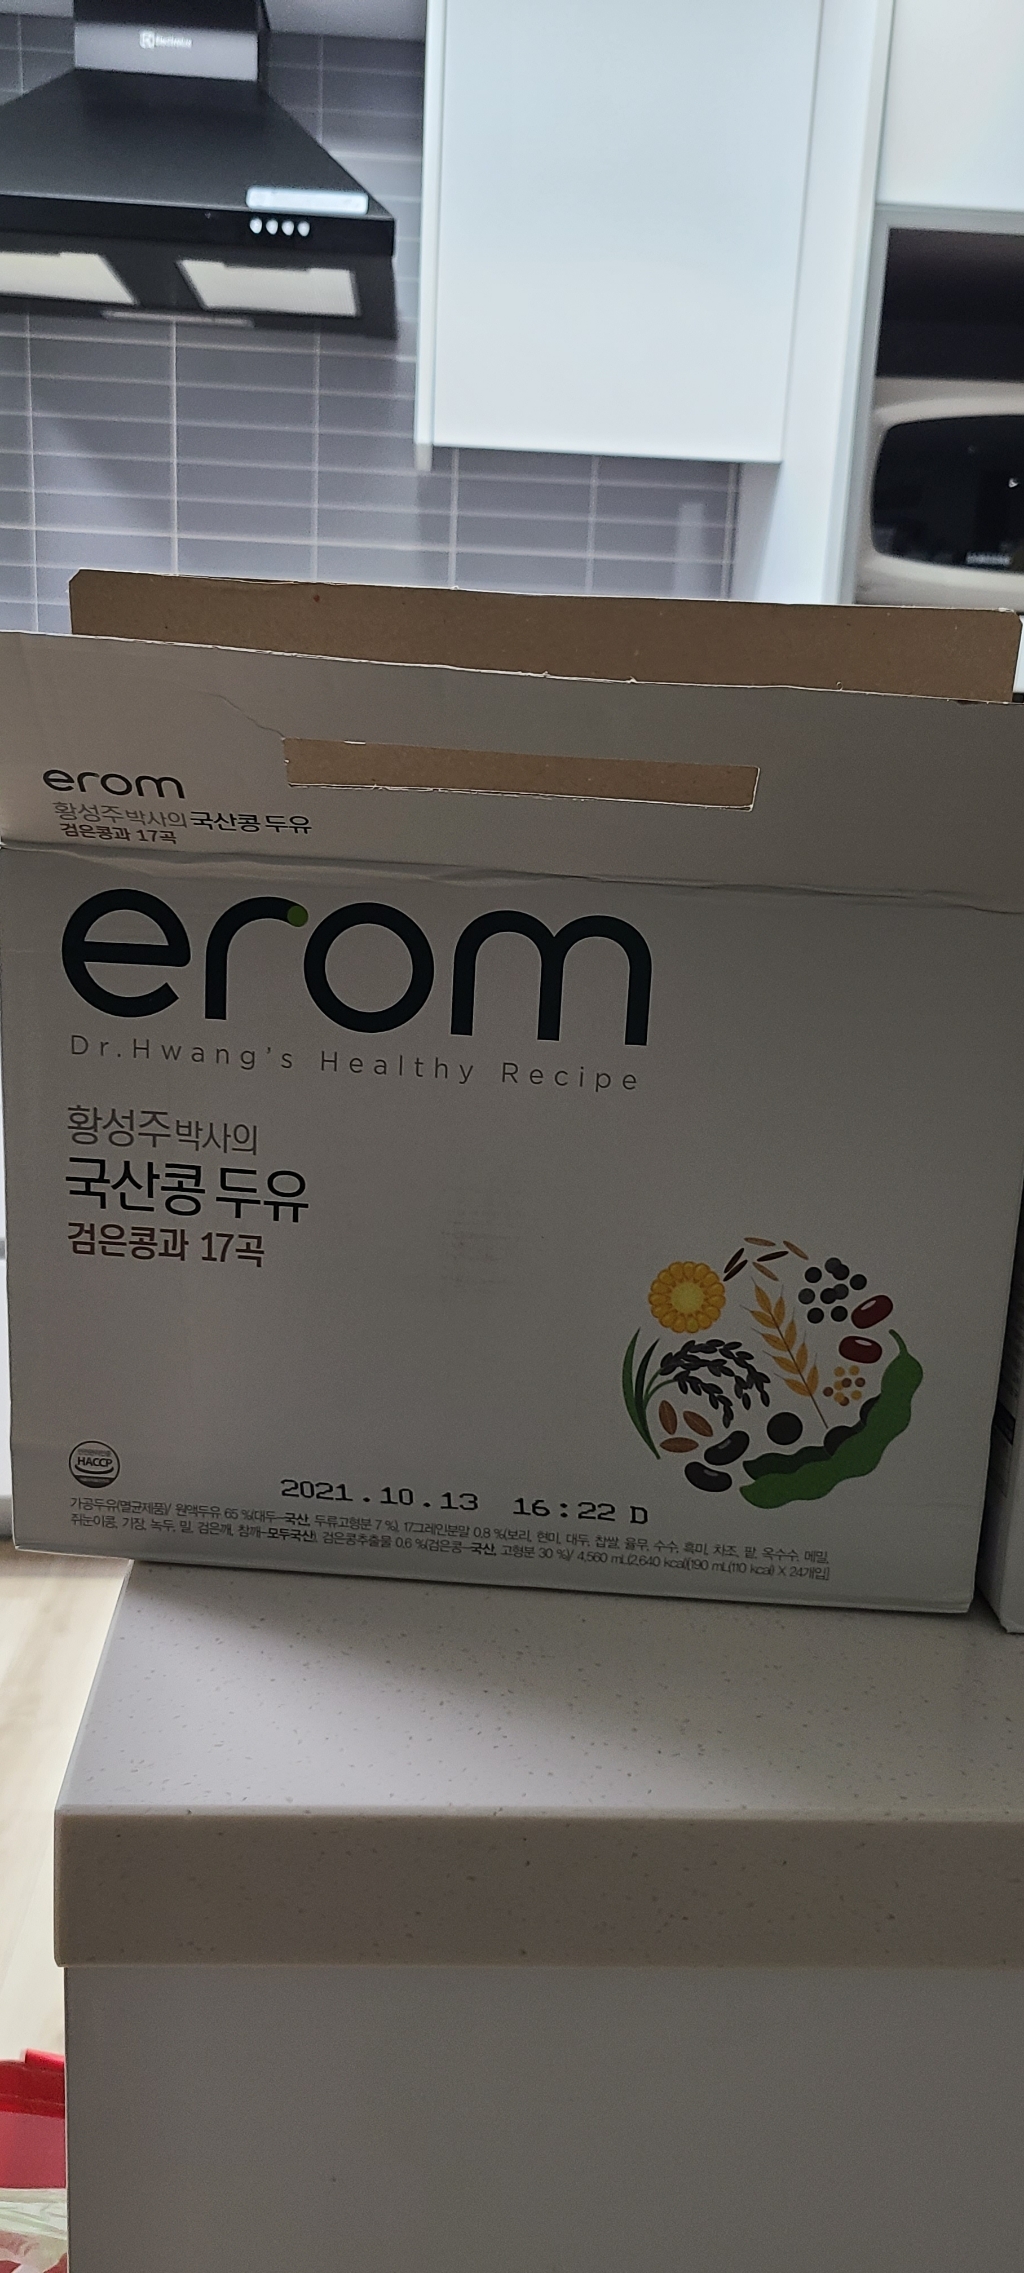 Electrolux
SAMSUNG
erom
황성주박사의 국산콩 두유
검은콩과 17곡
erom
Dr.Hwang's Healthy Recipe
황성주박사의
국산콩 두유
검은콩과 17곡
HACCP
2021.10.13 16:22 D
가공두유(멸균제품)/ 원액두유 65 %(대두-국산, 두류고형분 7 %), 17그레인분말 0.8 %(보리, 현미, 대두, 찹쌀, 율무, 수수, 흑미, 차조, 팥, 옥수수, 메밀,
쥐눈이콩, 기장, 녹두, 밀, 검은깨, 참깨-모두국산), 검은콩추출물 0.6 %(검은콩-국산, 고형분 30 %)/ 4,560 mL(2,640 kcal)[190 mL(110 kcal) X 24개입]